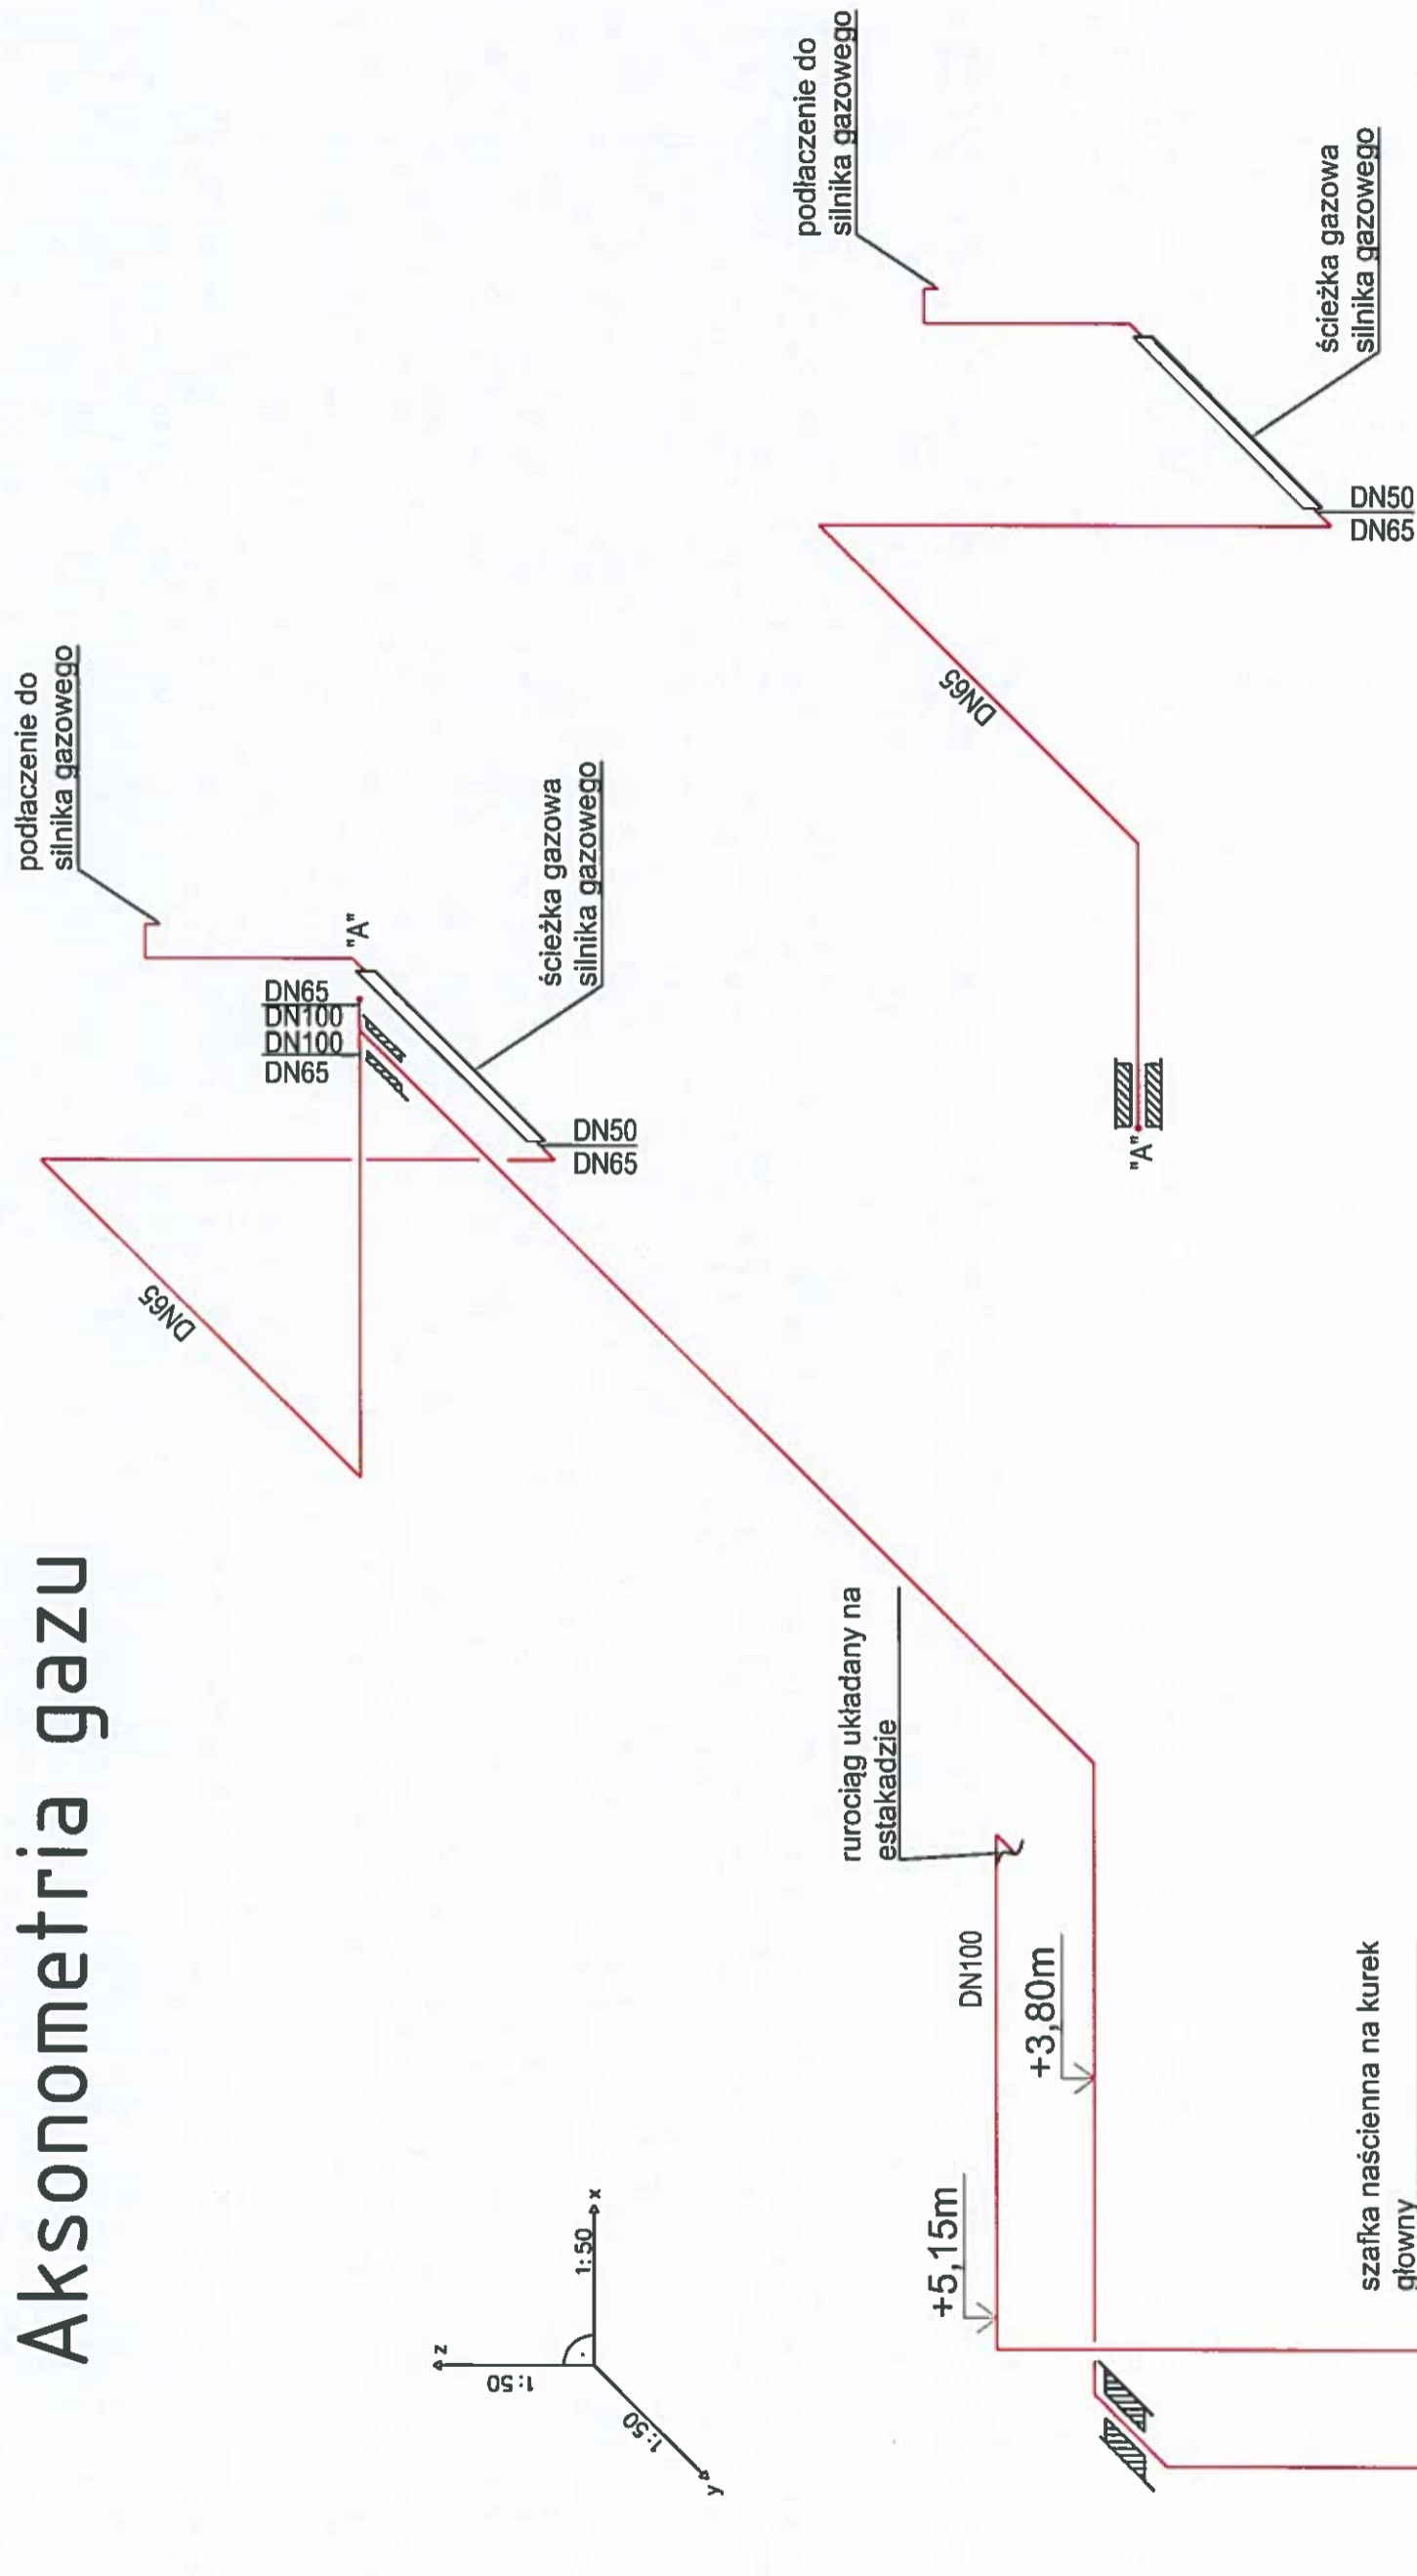 Aksonometria gazu
podłaczenie do
silnika gazowego
"A"
DN65
DN100
DN100
DN65
ścieżka gazowa
silnika gazowego
DN50
DN65
DN65
podłaczenie do
silnika gazowego
ścieżka gazowa
silnika gazowego
DN50
DN65
DN65
"A"
z
1:50
1:50
x
1:50
y
rurociąg układany na
estakadzie
DN100
+5,15m
+3,80m
szafka naścienna na kurek
głowny